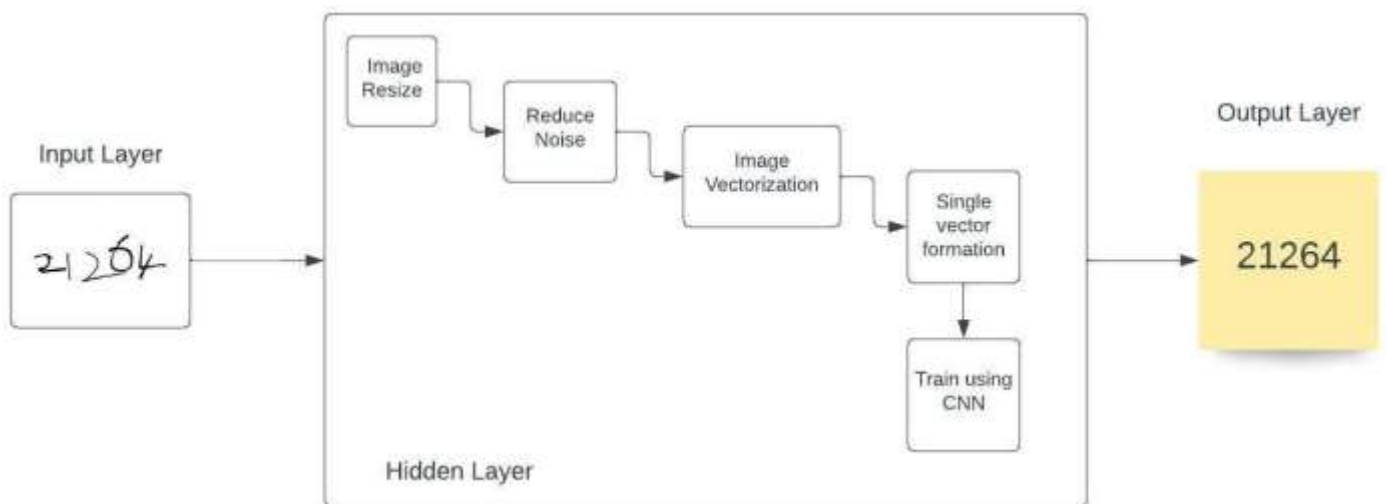 Input Layer
21264
Image
Resize
Reduce
Noise
Image
Vectorization
Single
vector
formation
Train using
CNN
Hidden Layer
Output Layer
21264